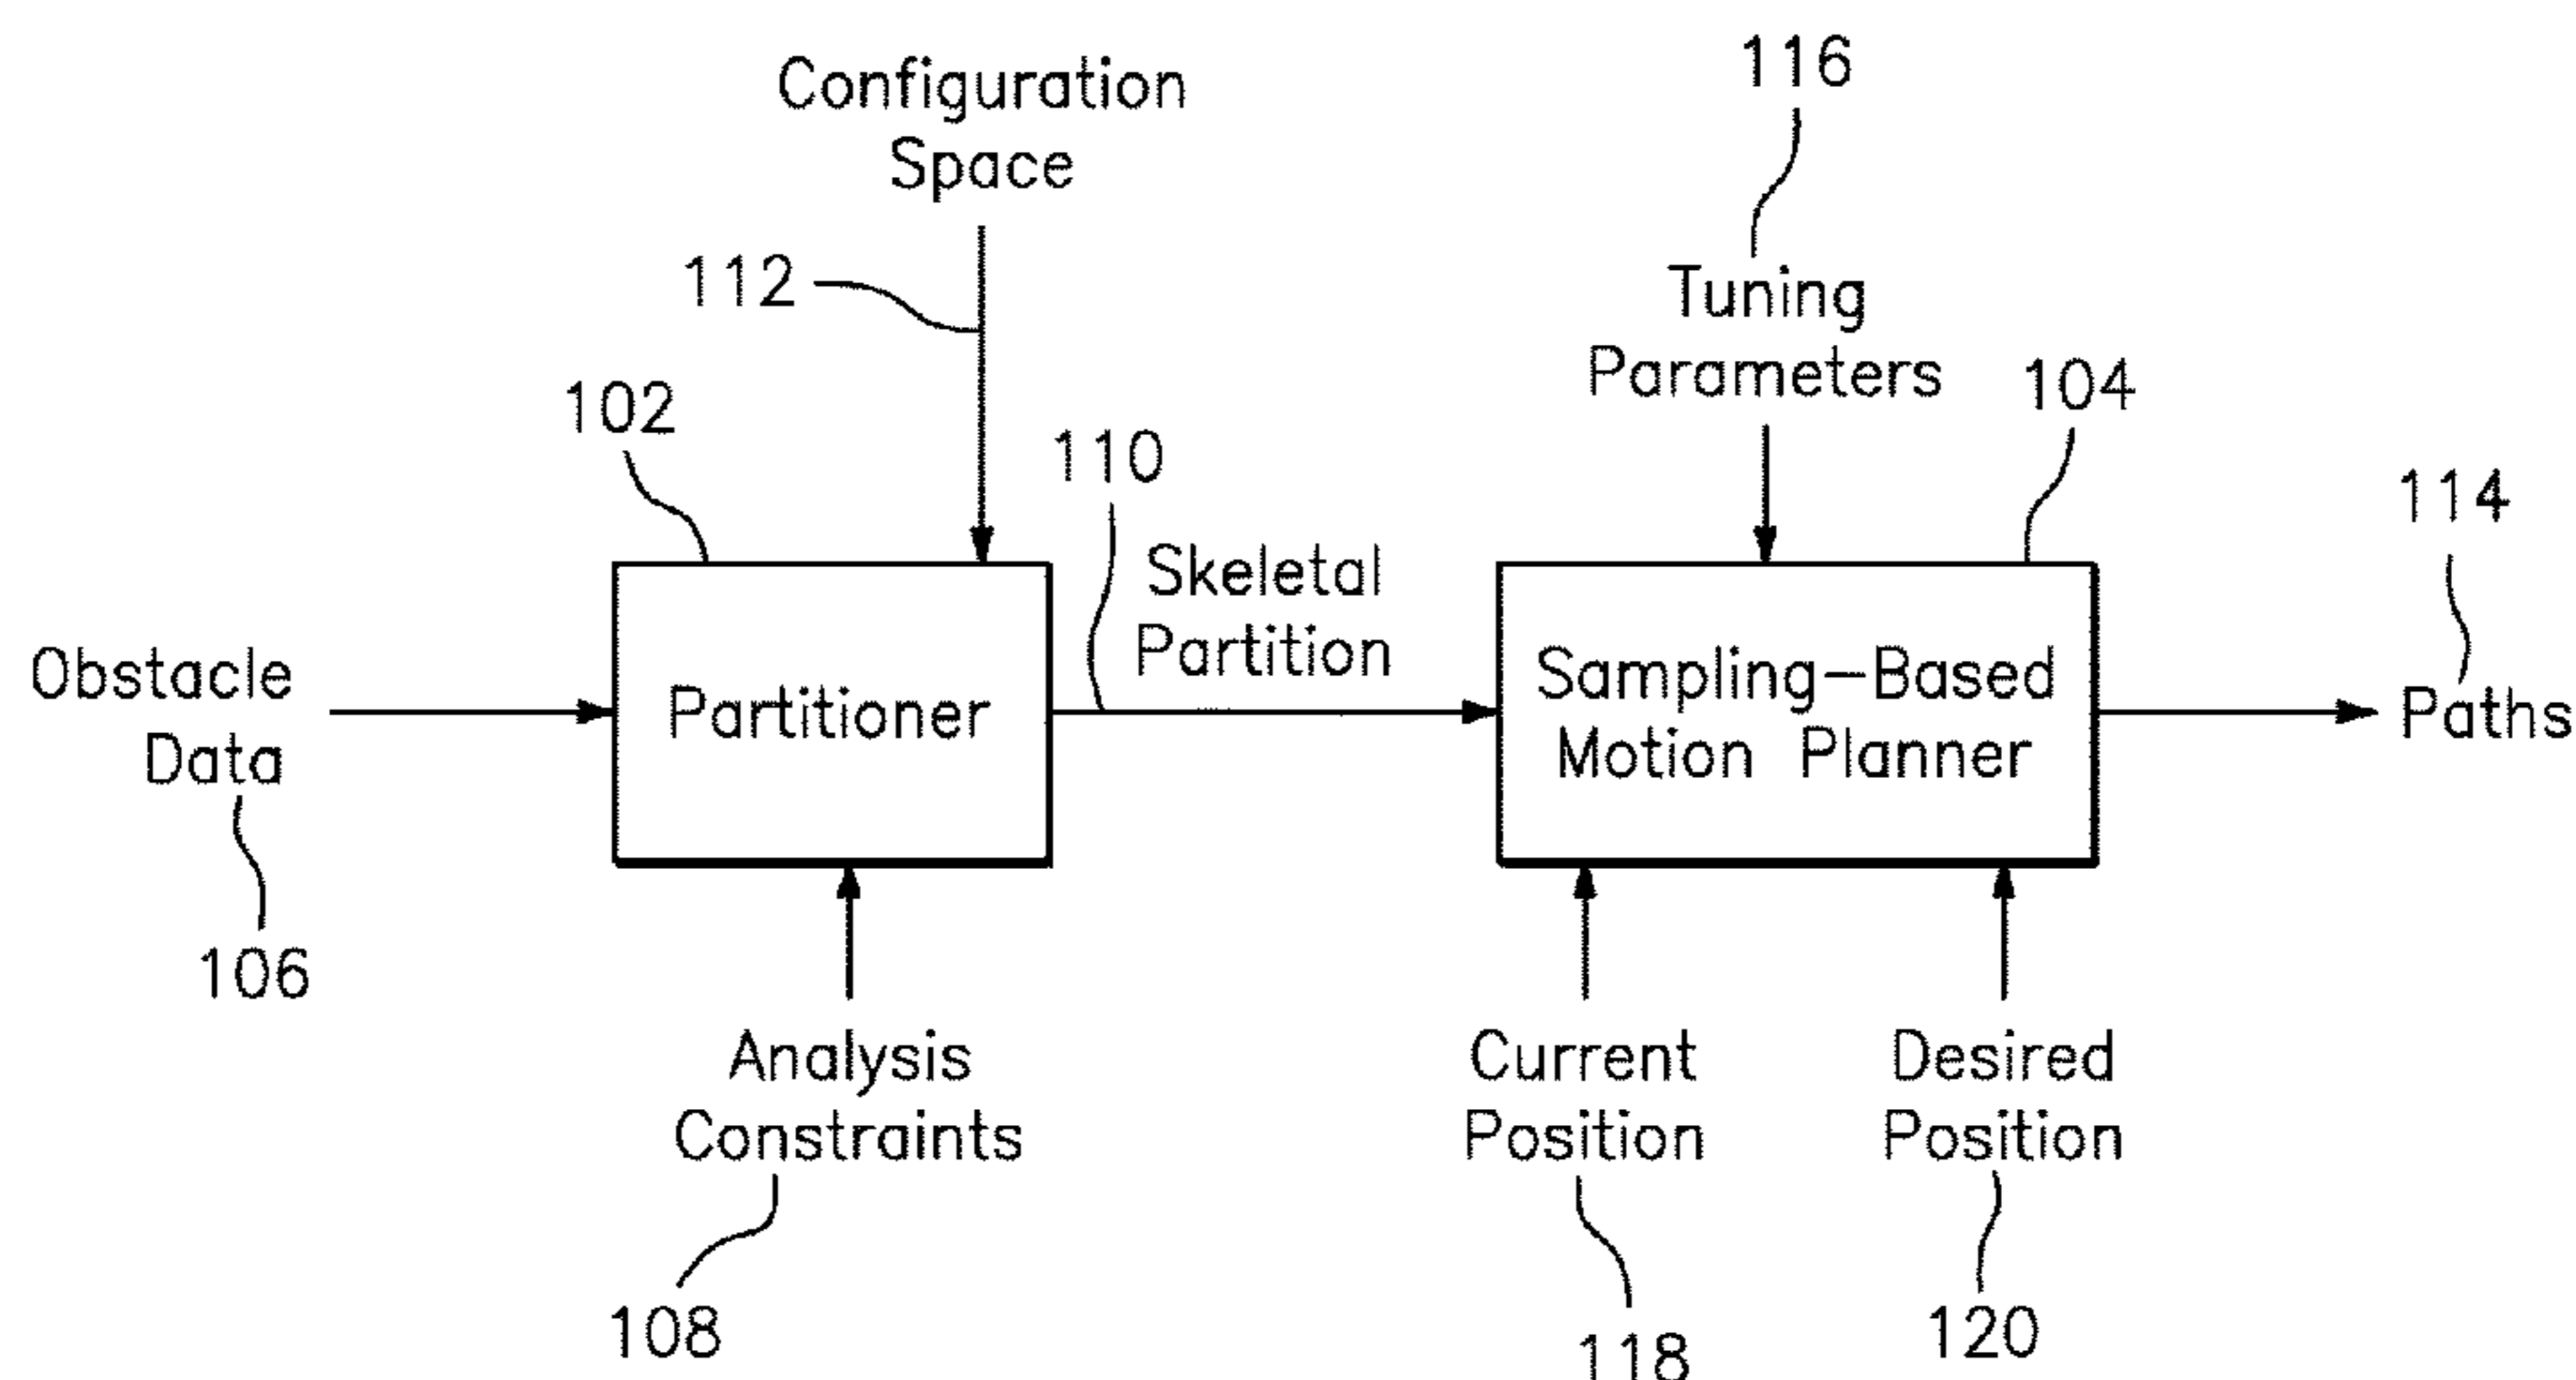 116
Configuration
Space
112
Tuning
Parameters
102
104
110
114
Skeletal
Partition
Obstacle
Data
Partitioner
Sampling-Based
Motion Planner
Paths
106
Analysis
Constraints
Current
Position
Desired
Position
108
118
120